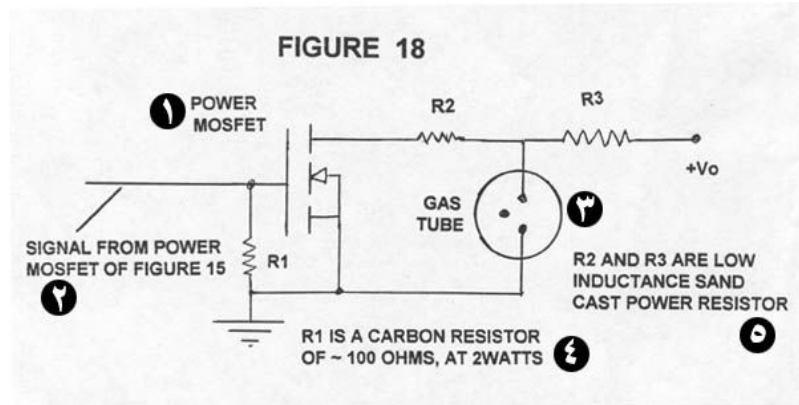 FIGURE 18
١ POWER
MOSFET
R2
R3
+Vo
GAS
TUBE
٣
SIGNAL FROM POWER
MOSFET OF FIGURE 15
٢
R1
R2 AND R3 ARE LOW
INDUCTANCE SAND
CAST POWER RESISTOR
٥
R1 IS A CARBON RESISTOR
OF ~ 100 OHMS, AT 2WATTS ٤